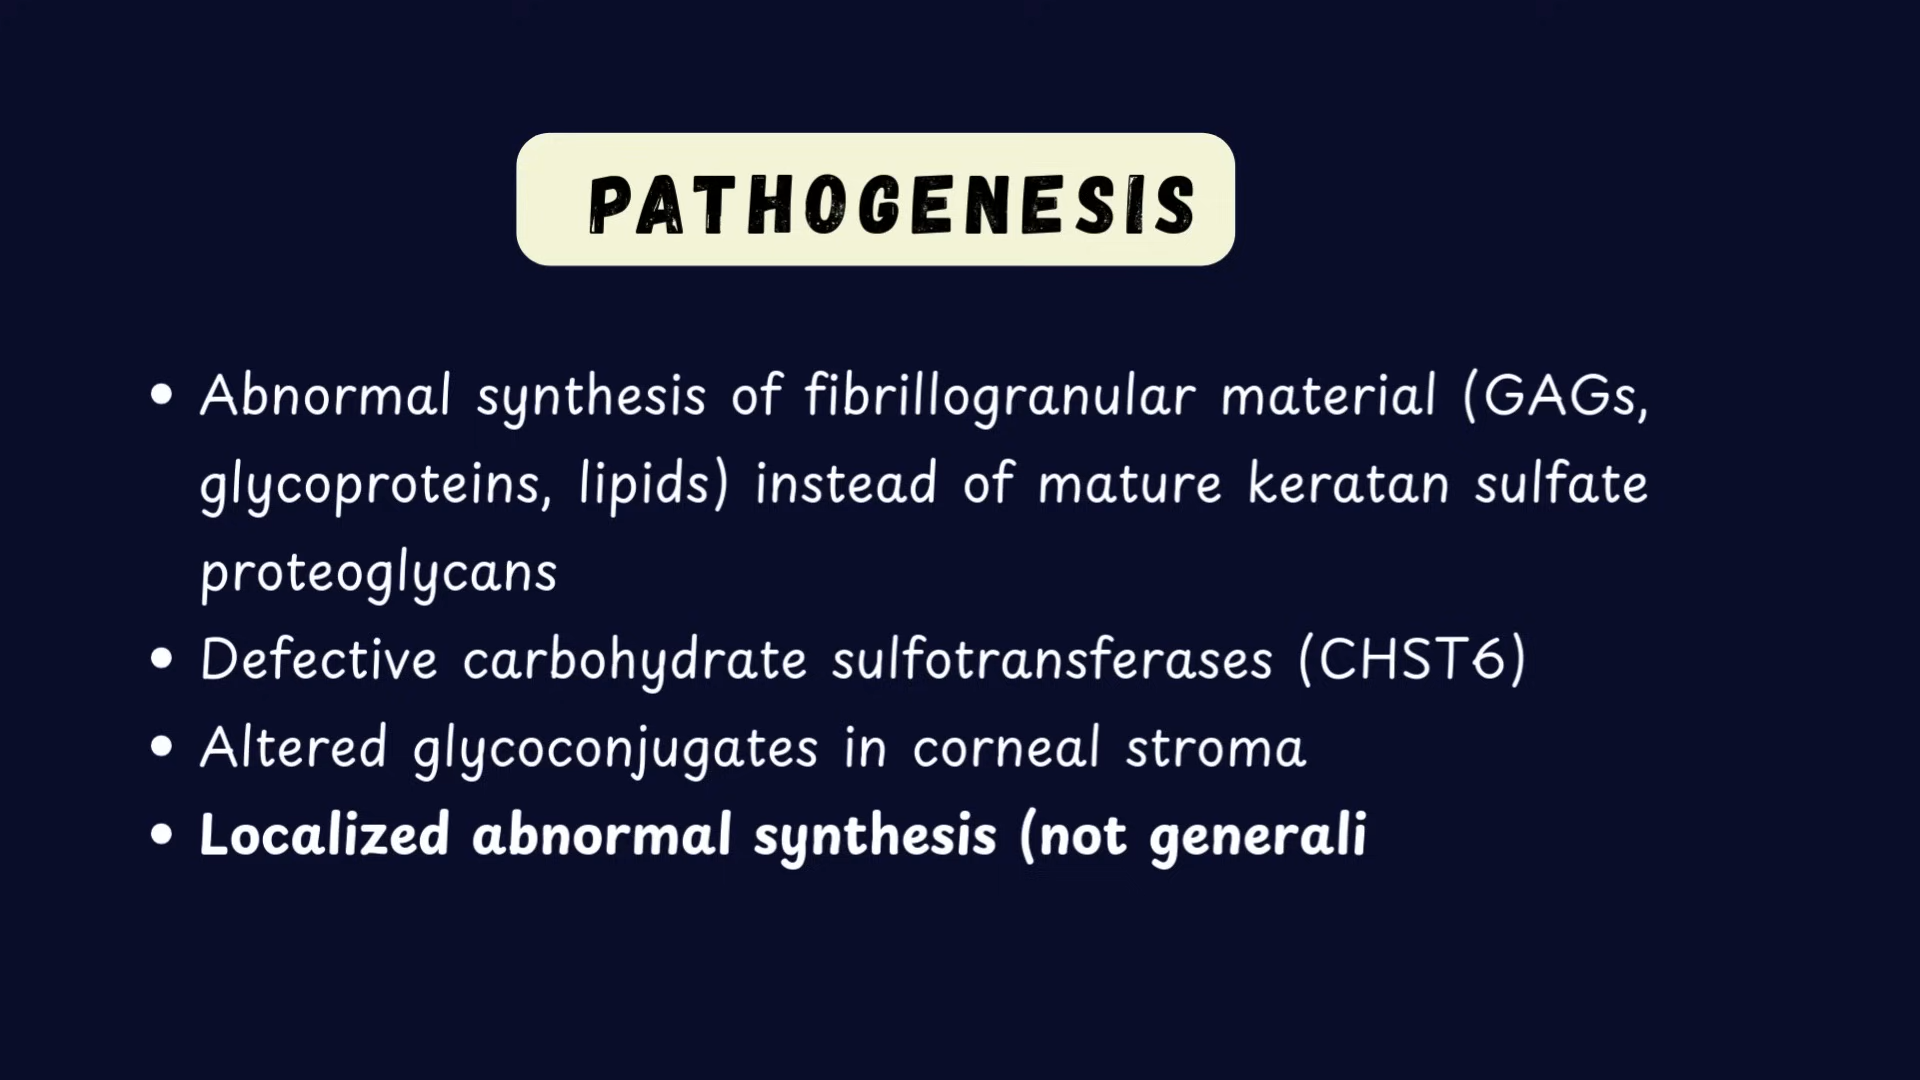 PATHOGENESIS
• Abnormal synthesis of fibrillogranular material (GAGs,
glycoproteins, lipids) instead of mature keratan sulfate
proteoglycans
• Defective carbohydrate sulfotransferases (CHST6)
• Altered glycoconjugates in corneal stroma
• Localized abnormal synthesis (not generali